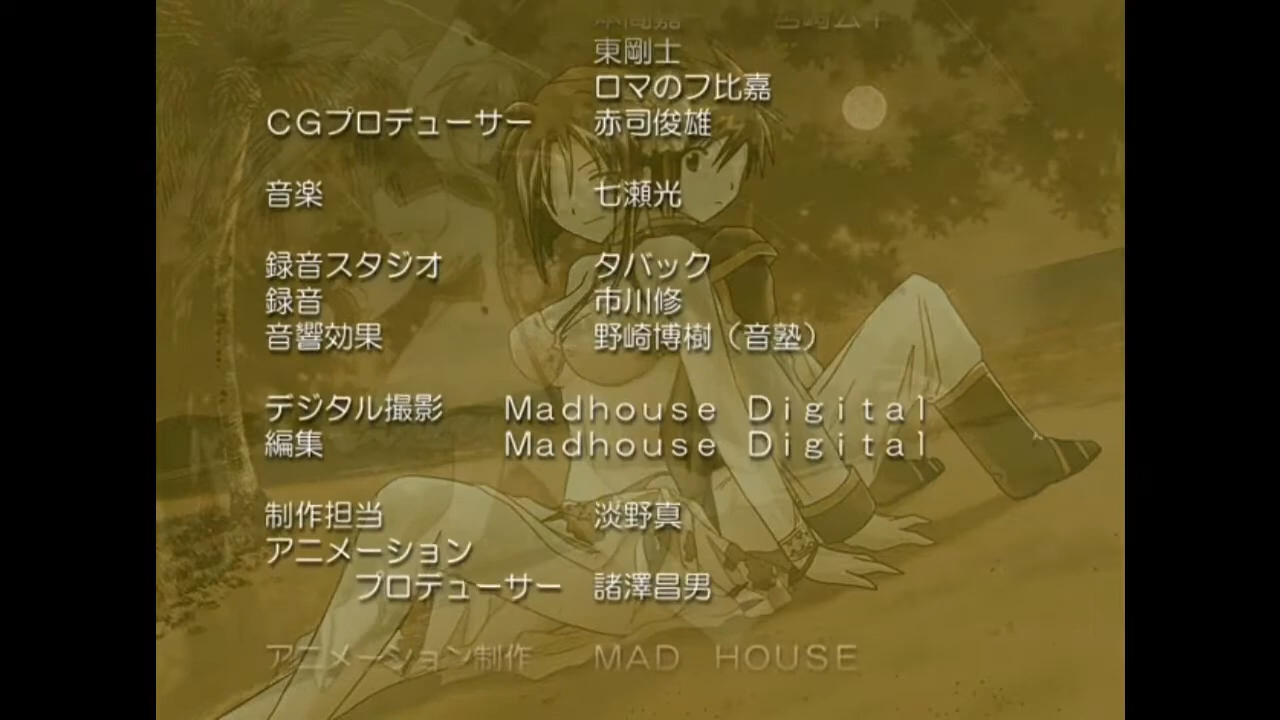 東剛士
ロマのフ比嘉
ＣＧプロデューサー　赤司俊雄
音楽　七瀬光
録音スタジオ　タバック
録音　市川修
音響効果　野崎博樹（音塾）
デジタル撮影　Ｍａｄｈｏｕｓｅ　Ｄｉｇｉｔａｌ
編集　Ｍａｄｈｏｕｓｅ　Ｄｉｇｉｔａｌ
制作担当　淡野真
アニメーション
プロデューサー　諸澤昌男
アニメーション制作　ＭＡＤ　ＨＯＵＳＥ